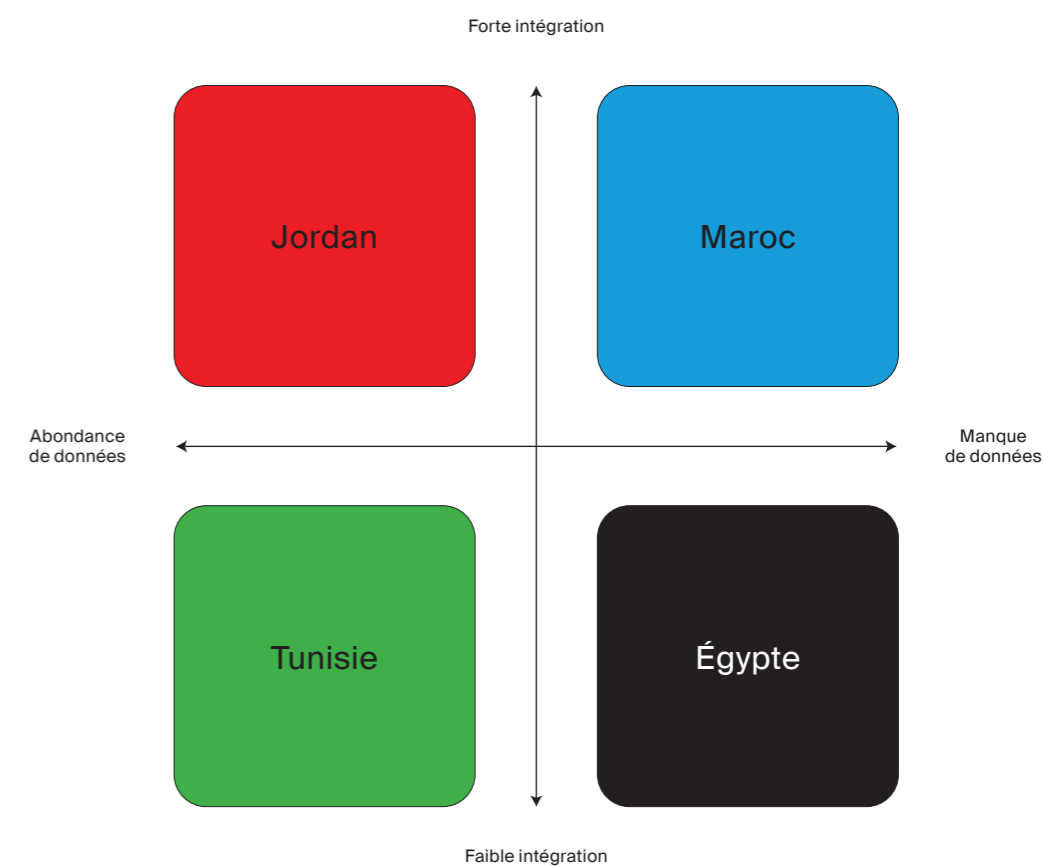 Forte intégration
Jordan
Maroc
Abondance
de données
Manque
de données
Tunisie
Égypte
Faible intégration